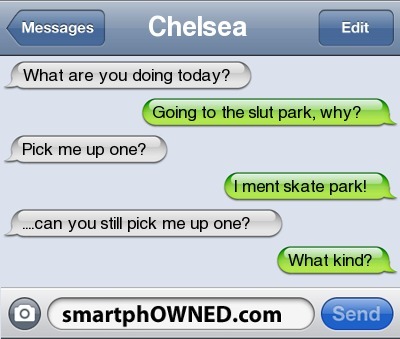 Messages
Chelsea
Edit
What are you doing today?
Going to the slut park, why?
Pick me up one?
I ment skate park!
....can you still pick me up one?
What kind?
smartphOWNED.com
Send